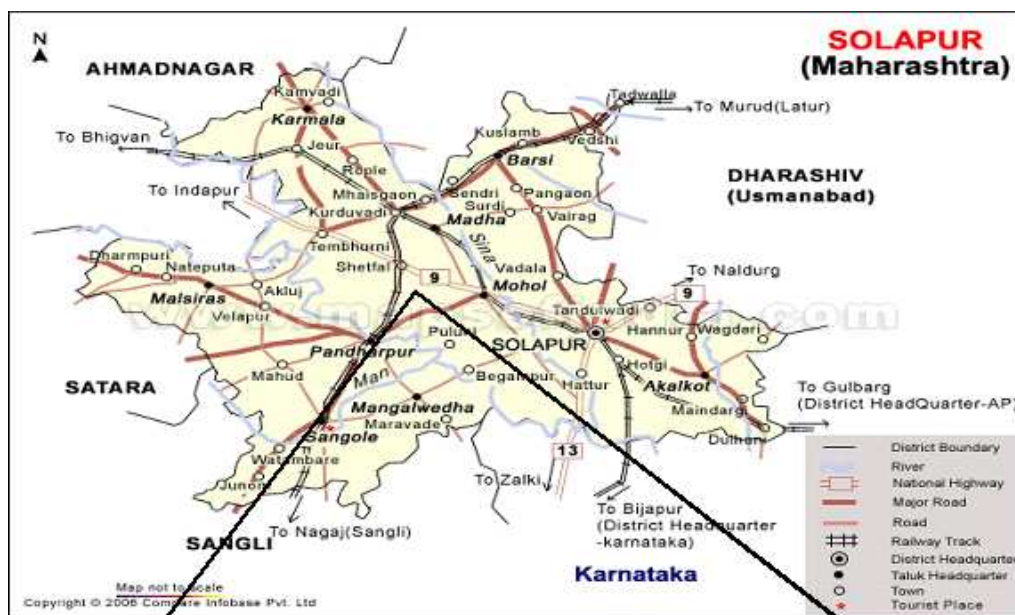 N
SOLAPUR
(Maharashtra)
AHMADNAGAR
Kamvadi
Karmala
Tadwalla
To Murud(Latur)
To Bhigvan
Jeur
Kuslamb
Vedshi
Barsi
Rople
DHARASHIV
(Usmanabad)
To Indapur
Mhaisgaon
Sendri
Pangaon
Surdi
Kurduvadi
Madha
Vairag
Tembhurni
Sina
Dharmpuri
Nateputa
Shetfal
9
Vadala
To Naldurg
Malsiras
Akluj
Mohol
9
Velapur
Tandulwadi
Hannur
Wagdari
Pandharpur
Pulunj
SOLAPUR
Hotgi
SATARA
Mahud
Man
Begampur
Hattur
Akalkot
To Gulbarg
(District HeadQuarter-AP)
Mangalwedha
Maindargi
Sangole
Maravade
Dulheni
Watambare
13
Junoni
To Zalki
To Nagaj(Sangli)
SANGLI
To Bijapur
(District Headquarter
-karnataka)
Karnataka
District Boundary
River
National Highway
Major Road
Road
Railway Track
District Headquarter
Taluk Headquarter
Town
Tourist Place
Map not to scale
Copyright © 2006 Compare Infobase Pvt. Ltd